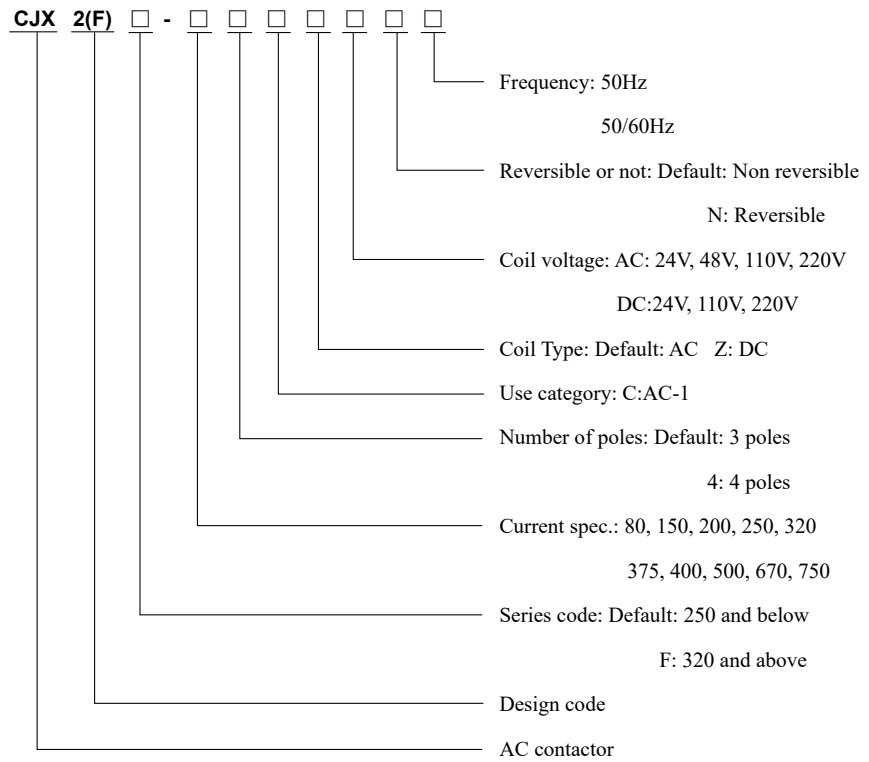 CJX 2(F) □ - □ □ □ □ □ □ □
Frequency: 50Hz
50/60Hz
Reversible or not: Default: Non reversible
N: Reversible
Coil voltage: AC: 24V, 48V, 110V, 220V
DC:24V, 110V, 220V
Coil Type: Default: AC Z: DC
Use category: C:AC-1
Number of poles: Default: 3 poles
4: 4 poles
Current spec.: 80, 150, 200, 250, 320
375, 400, 500, 670, 750
Series code: Default: 250 and below
F: 320 and above
Design code
AC contactor